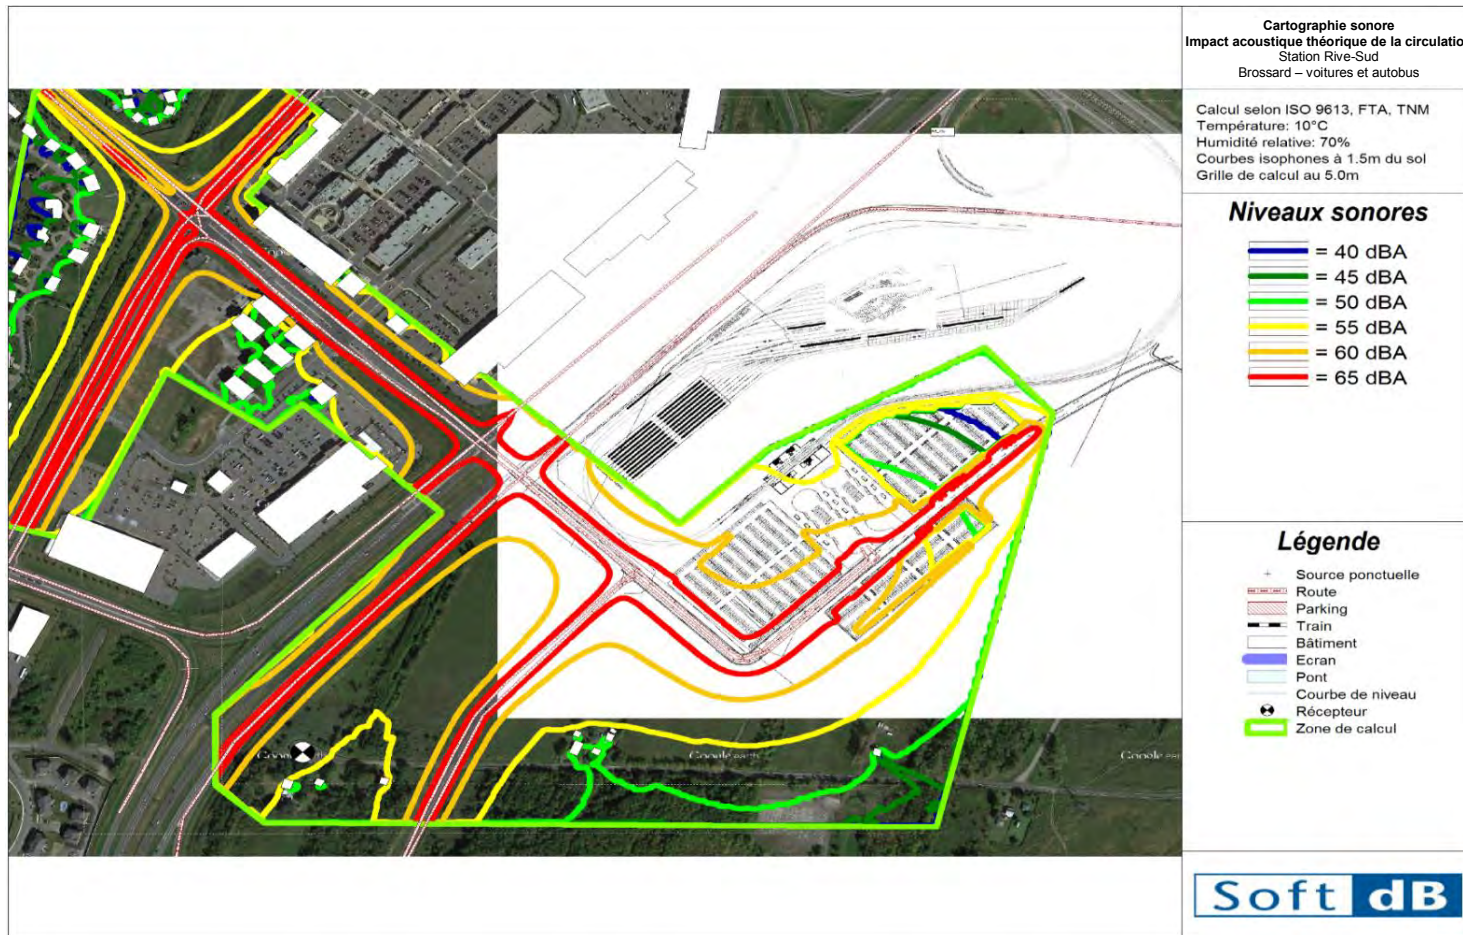 Cartographie sonore
Impact acoustique théorique de la circulatio
Station Rive-Sud
Brossard – voitures et autobus
Calcul selon ISO 9613, FTA, TNM
Température: 10°C
Humidité relative: 70%
Courbes isophones à 1.5m du sol
Grille de calcul au 5.0m
Niveaux sonores
= 40 dBA
= 45 dBA
= 50 dBA
= 55 dBA
= 60 dBA
= 65 dBA
Légende
Source ponctuelle
Route
Parking
Train
Bâtiment
Ecran
Pont
Courbe de niveau
Récepteur
Zone de calcul
Google earth
Soft dB